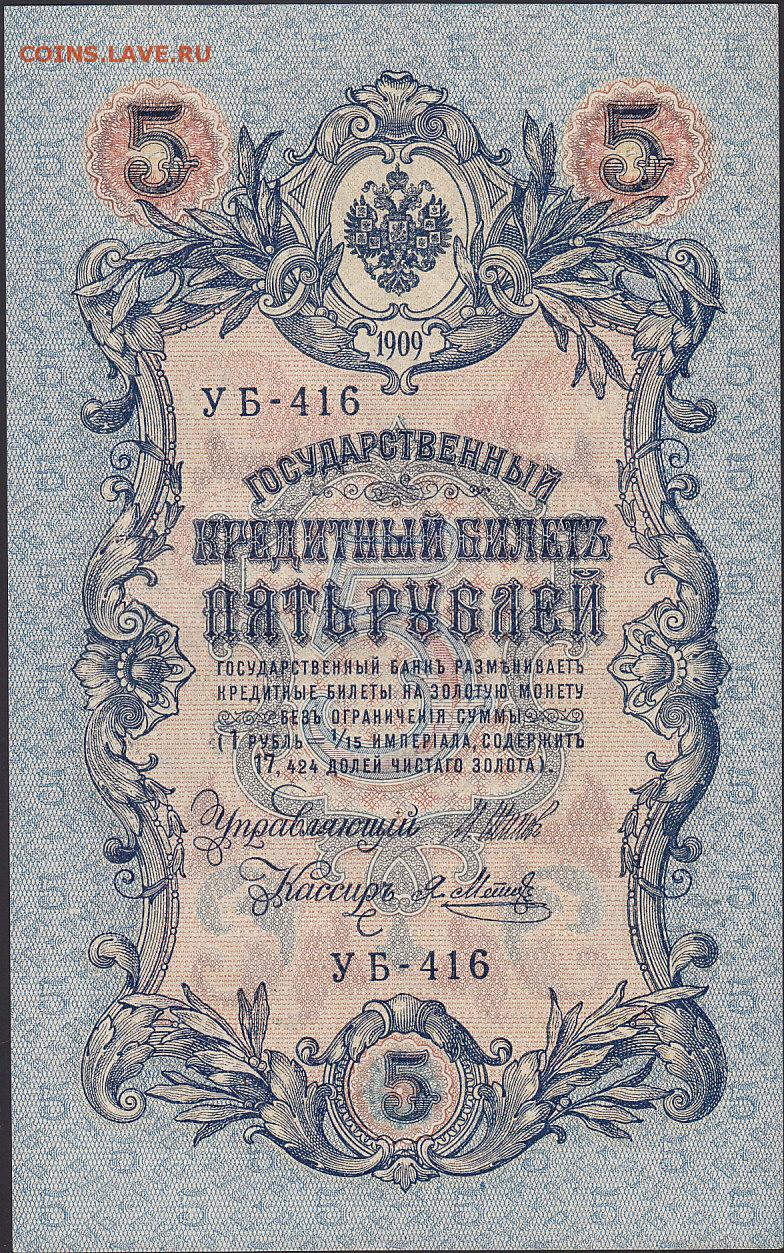 COINS.LAVE.RU
5 5
1909
УБ-416
ГОСУДАРСТВЕННЫЙ
КРЕДИТНЫЙ БИЛЕТЪ
ПЯТЬ РУБЛЕЙ
5
ГОСУДАРСТВЕННЫЙ БАНКЪ РАЗМѢНИВАЕТЪ
КРЕДИТНЫЕ БИЛЕТЫ НА ЗОЛОТУЮ МОНЕТУ
БЕЗЪ ОГРАНИЧЕНІЯ СУММЫ
(1 РУБЛЬ = 1/15 ИМПЕРІАЛА, СОДЕРЖИТЪ
17,424 ДОЛЕЙ ЧИСТАГО ЗОЛОТА).
Управляющій
Кассиръ
УБ-416
5